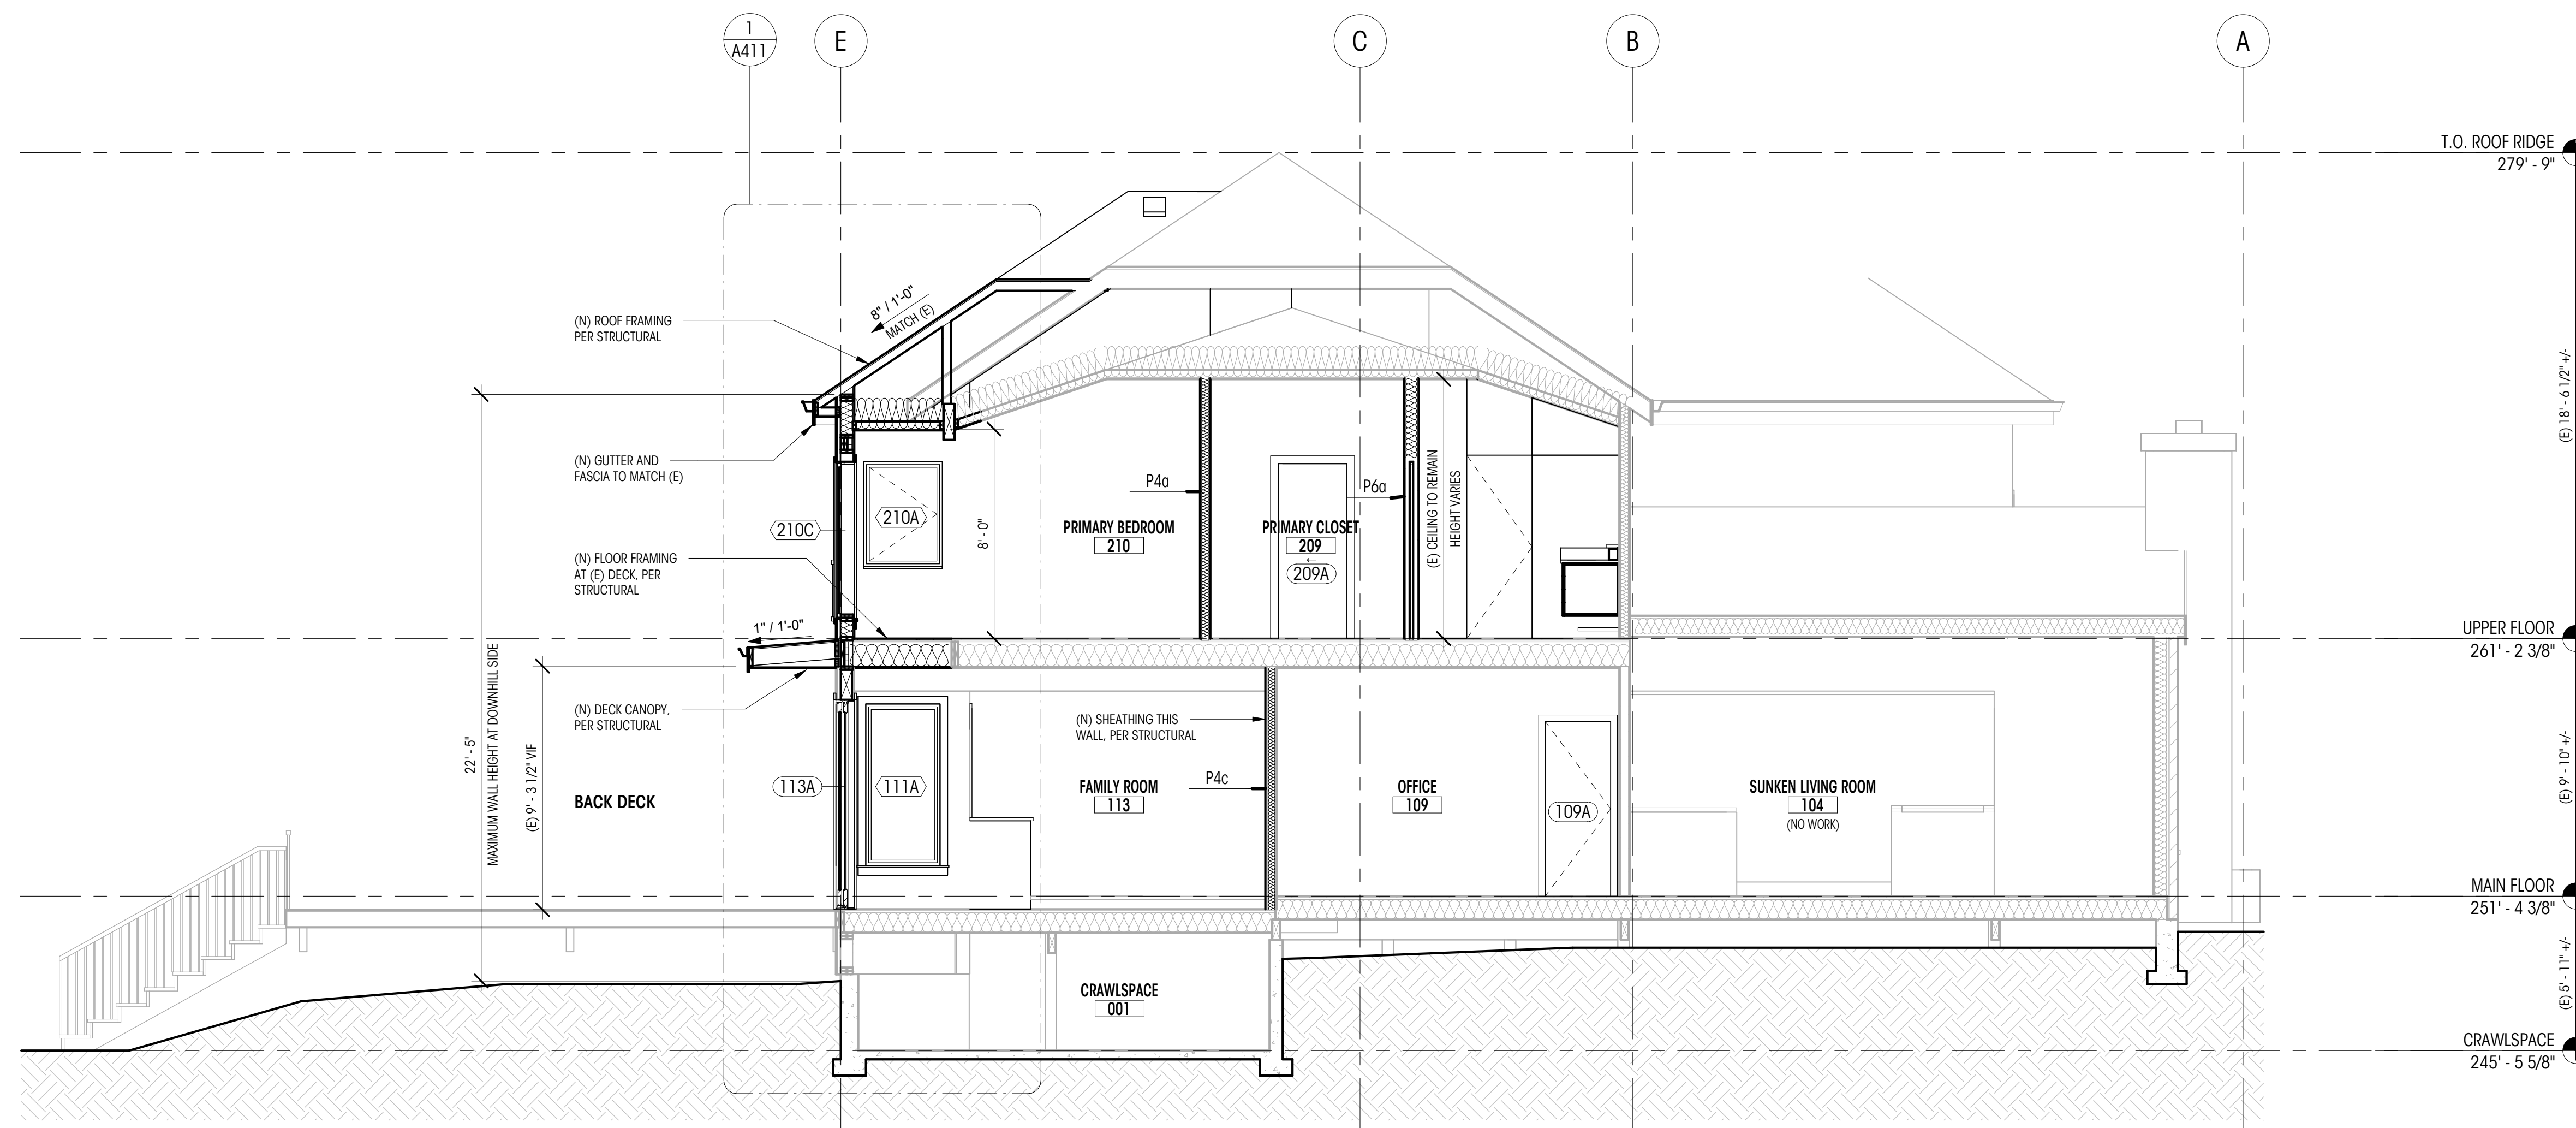 1
A411
E
C
B
A
T.O. ROOF RIDGE
279' - 9"
8" / 1'-0"
MATCH (E)
(N) ROOF FRAMING
PER STRUCTURAL
(E) 18' - 6 1/2" +/-
(N) GUTTER AND
FASCIA TO MATCH (E)
P4a
P6a
(E) CEILING TO REMAIN
HEIGHT VARIES
210C
210A
8' - 0"
PRIMARY BEDROOM
210
PRIMARY CLOSET
209
←
209A
(N) FLOOR FRAMING
AT (E) DECK, PER
STRUCTURAL
1" / 1'-0"
UPPER FLOOR
261' - 2 3/8"
22' - 5"
MAXIMUM WALL HEIGHT AT DOWNHILL SIDE
(E) 9' - 3 1/2" VIF
(N) DECK CANOPY,
PER STRUCTURAL
(N) SHEATHING THIS
WALL, PER STRUCTURAL
(E) 9' - 10" +/-
BACK DECK
113A
111A
FAMILY ROOM
113
P4c
OFFICE
109
109A
SUNKEN LIVING ROOM
104
(NO WORK)
MAIN FLOOR
251' - 4 3/8"
(E) 5' - 11" +/-
CRAWLSPACE
001
CRAWLSPACE
245' - 5 5/8"